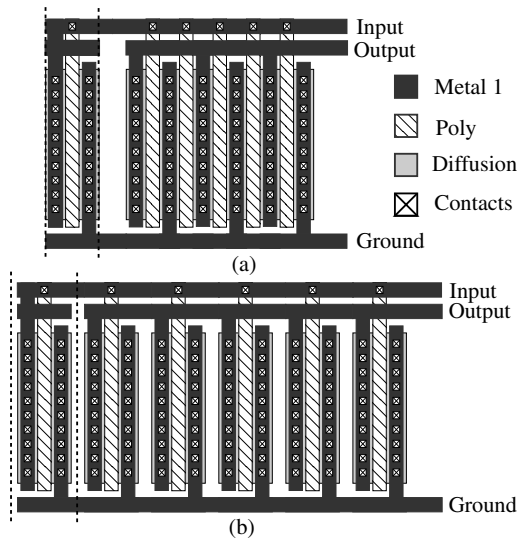 Input
Output
Metal 1
Poly
Diffusion
Contacts
Ground
(a)
Input
Output
Ground
(b)